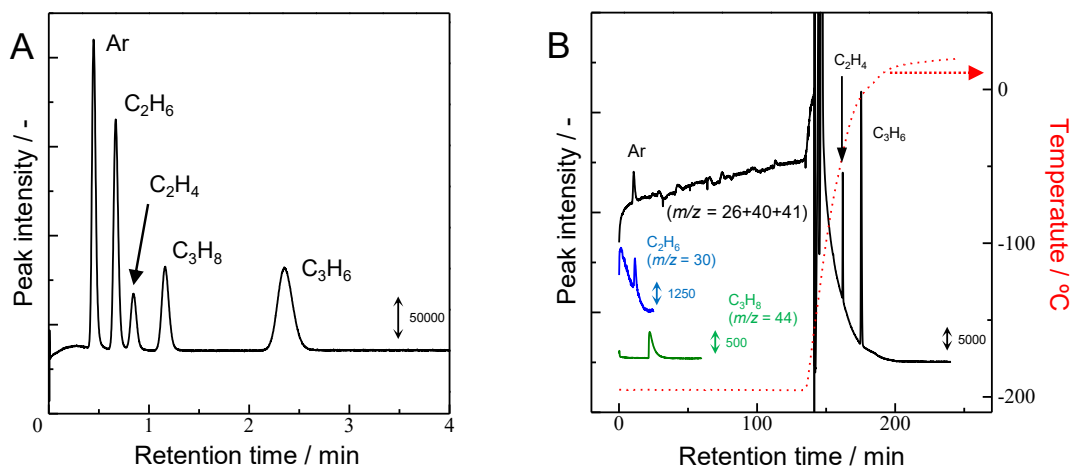 A
Ar
C2H6
C2H4
C3H8
C3H6
50000
Peak intensity / -
0
1
2
3
4
Retention time / min
B
C2H4
C3H6
Ar
(m/z = 26+40+41)
C2H6
(m/z = 30)
1250
C3H8
(m/z = 44)
500
5000
Peak intensity / -
0
100
200
Retention time / min
0
-100
-200
Temperatute / ºC